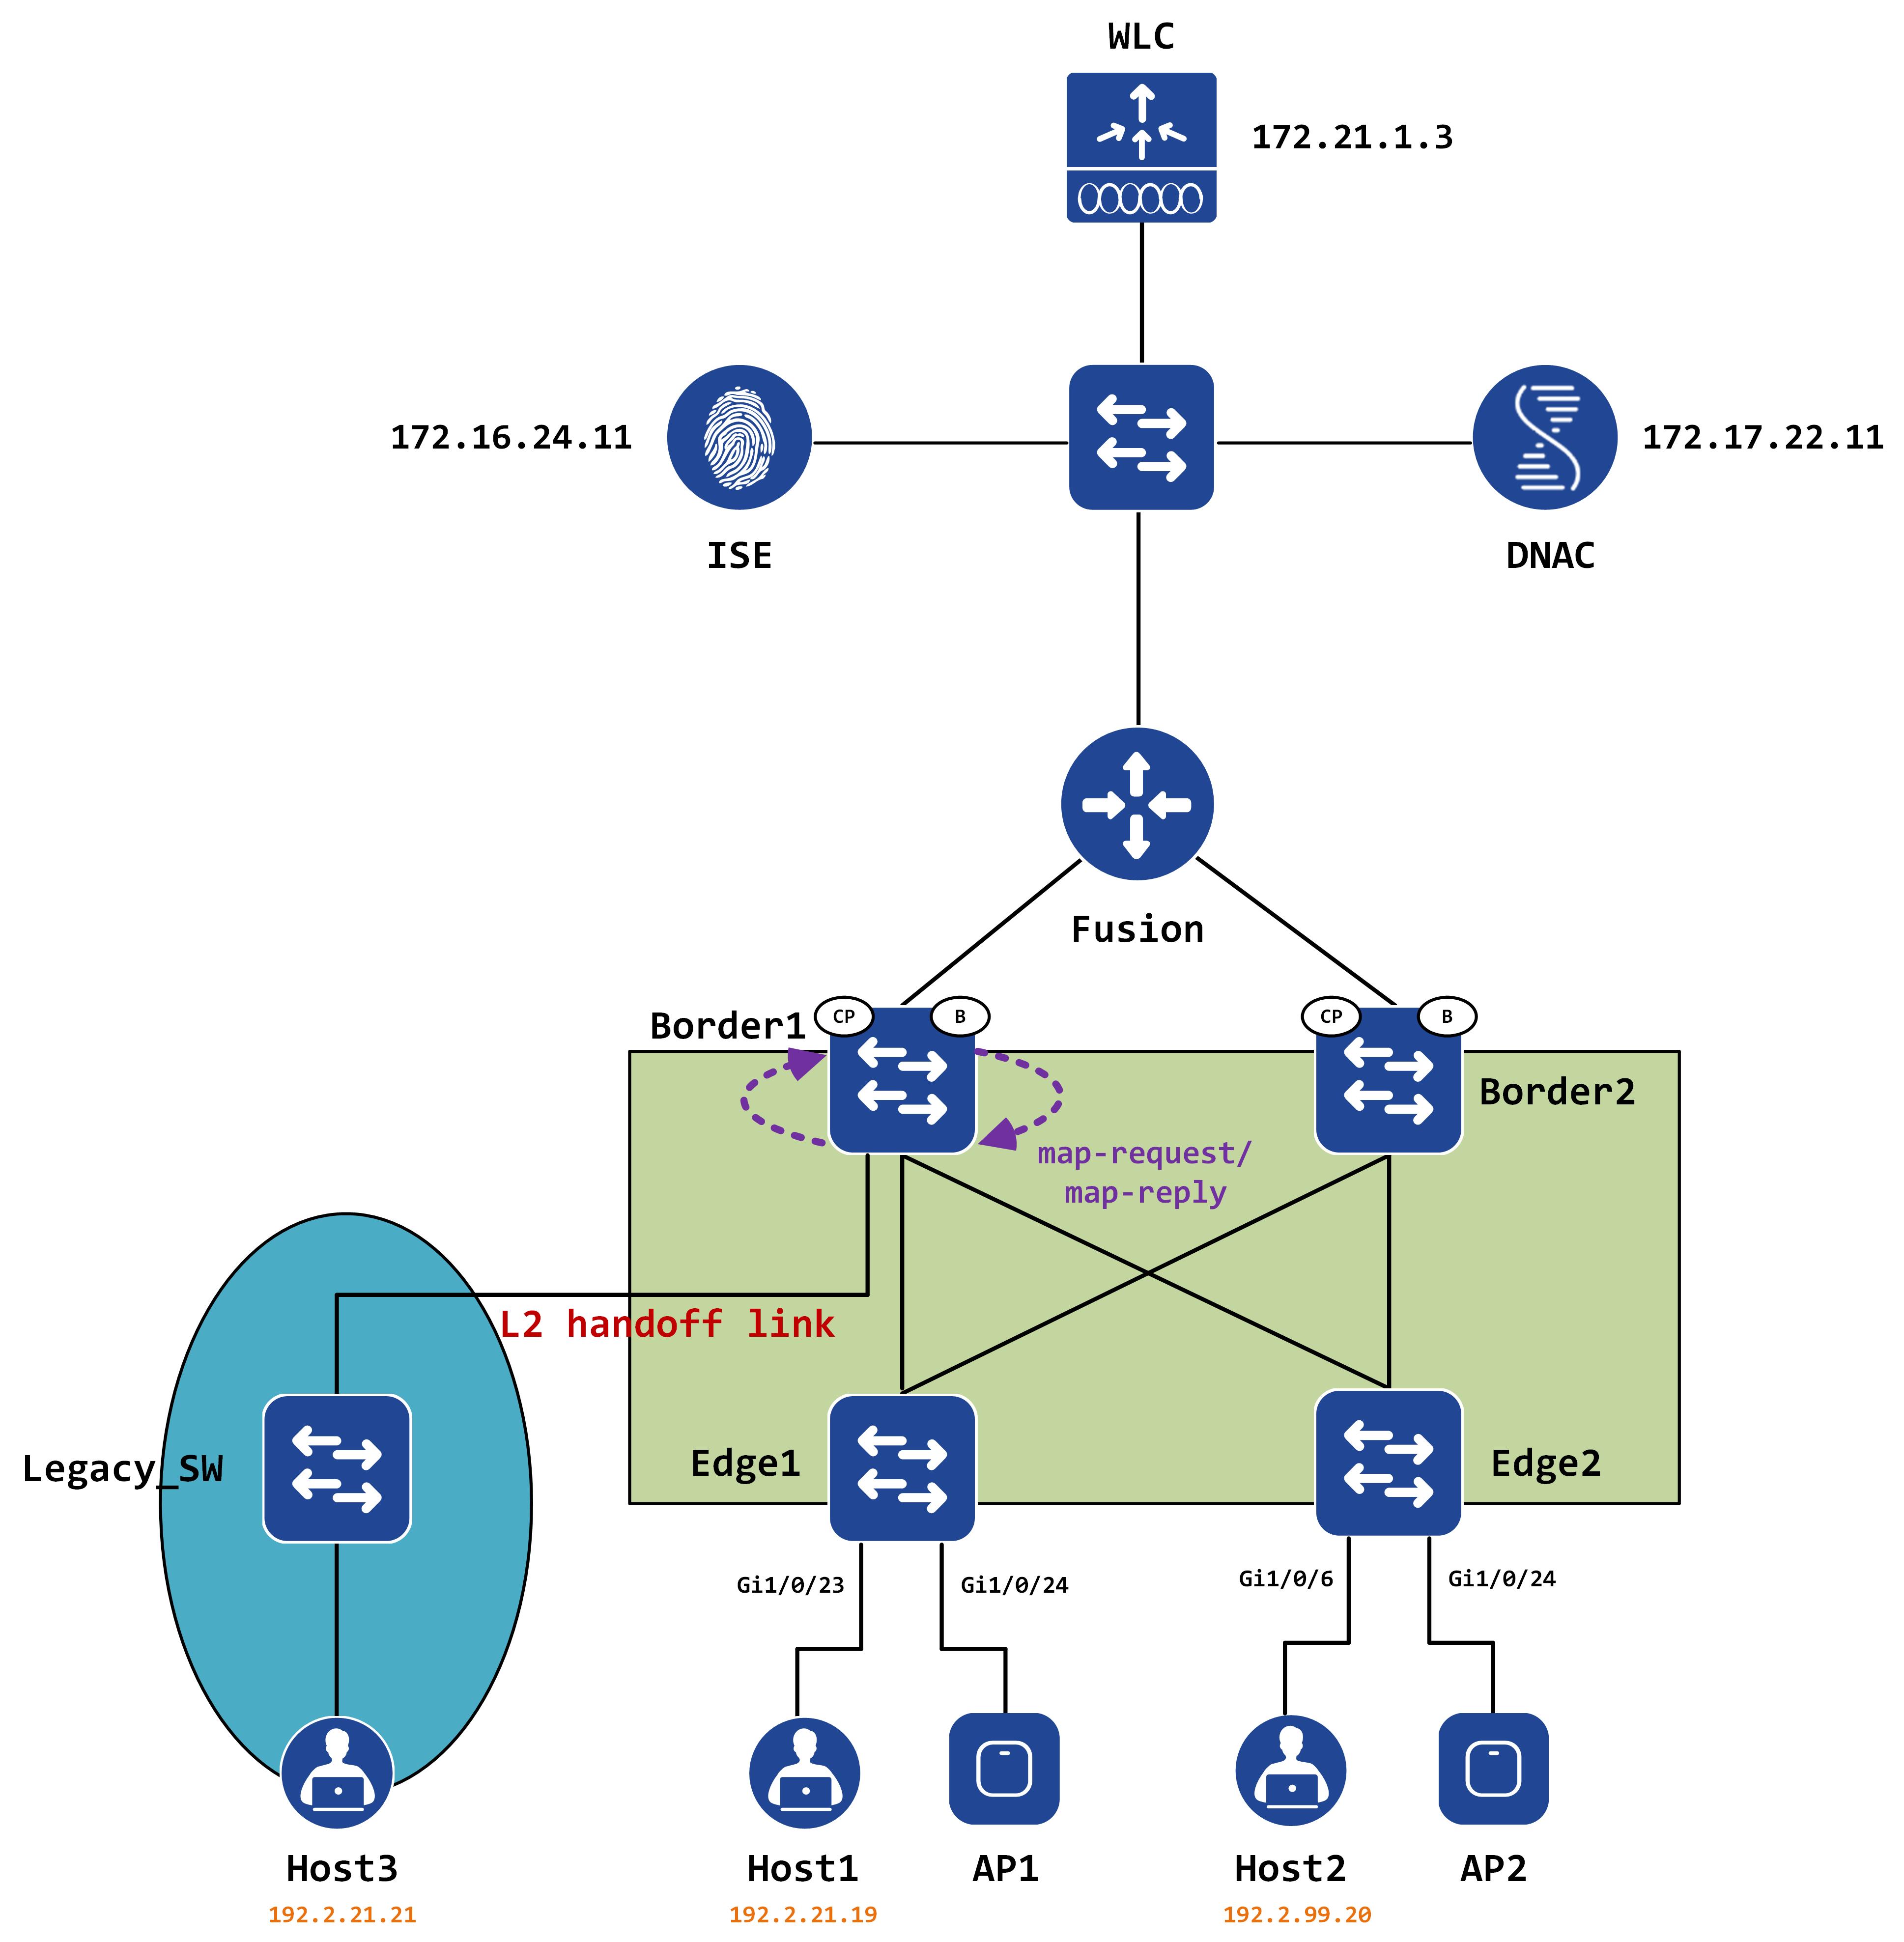 WLC
172.21.1.3
172.16.24.11
172.17.22.11
ISE
DNAC
Fusion
Border1
CP
B
CP
B
Border2
map-request/
map-reply
L2 handoff link
Legacy_SW
Edge1
Edge2
Gi1/0/23
Gi1/0/24
Gi1/0/6
Gi1/0/24
Host3
Host1
AP1
Host2
AP2
192.2.21.21
192.2.21.19
192.2.99.20